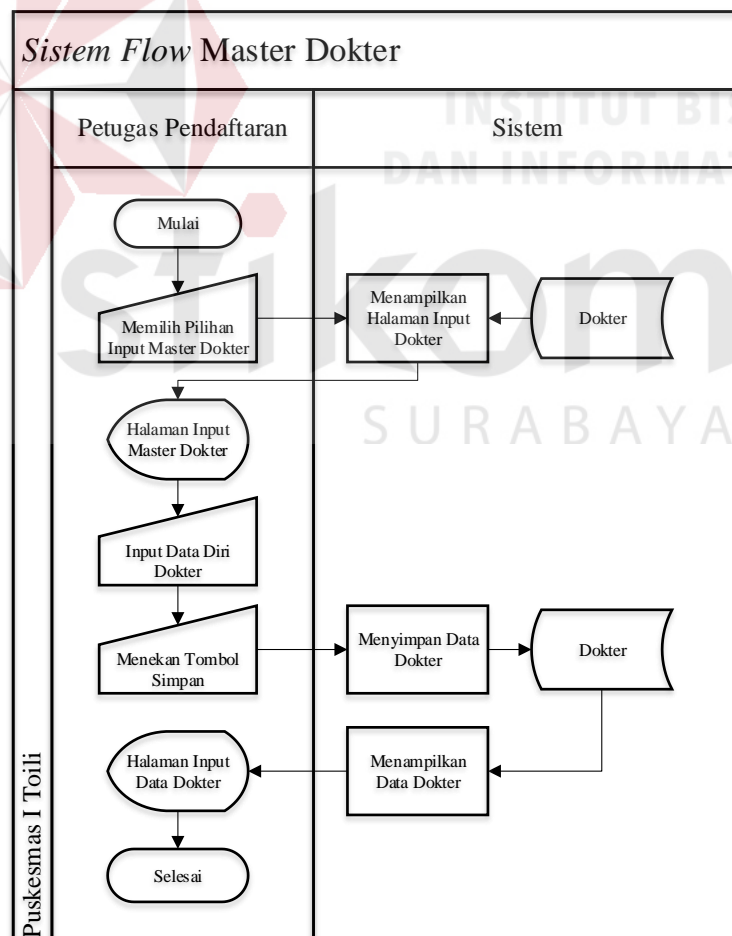 Sistem Flow Master Dokter
Petugas Pendaftaran
Sistem
INSTITUT BIS
DAN INFORMAT
stikom
SURABAYA
Mulai
Memilih Pilihan
Input Master Dokter
Menampilkan
Halaman Input
Dokter
Dokter
Halaman Input
Master Dokter
Input Data Diri
Dokter
Menekan Tombol
Simpan
Menyimpan Data
Dokter
Dokter
Halaman Input
Data Dokter
Menampilkan
Data Dokter
Selesai
Puskesmas I Toili